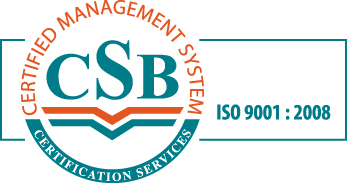 CERTIFIED MANAGEMENT SYSTEM
CSB
CERTIFICATION SERVICES
ISO 9001 : 2008